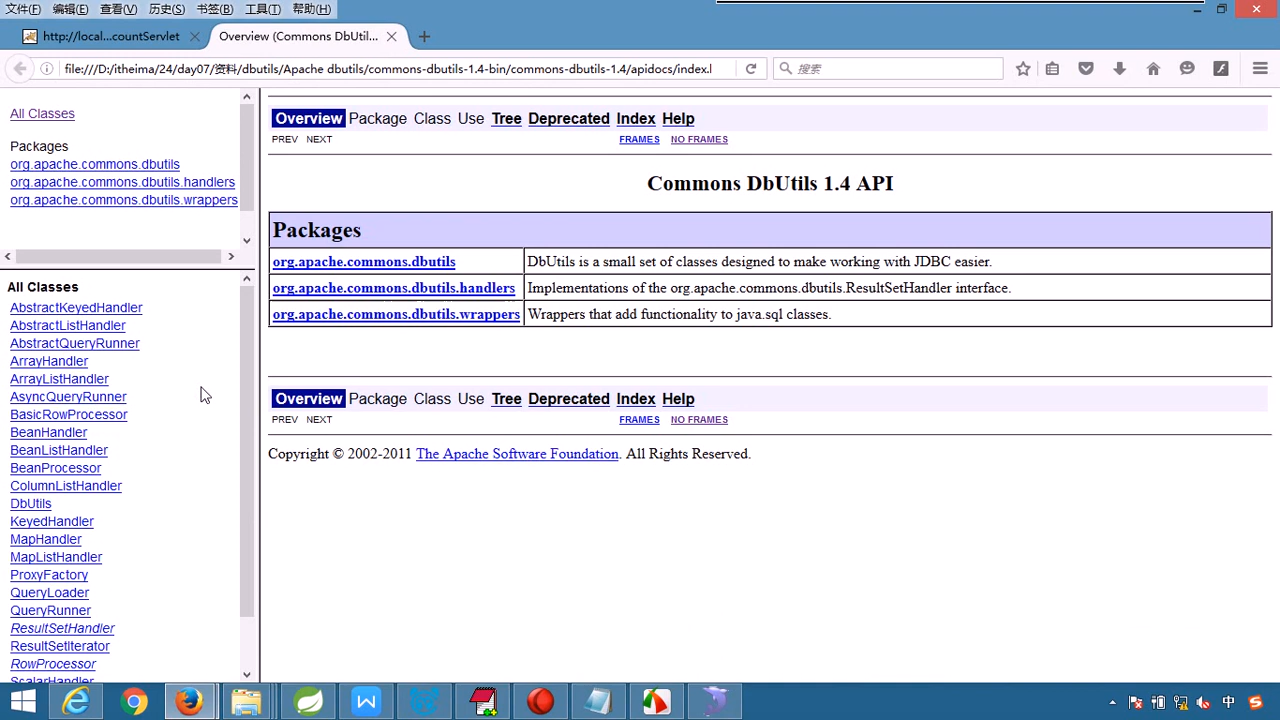 文件(F) 编辑(E) 查看(V) 历史(S) 书签(B) 工具(T) 帮助(H)
http://local...countServlet
Overview (Commons DbUtil...
file:///D:/itheima/24/day07/资料/dbutils/Apache dbutils/commons-dbutils-1.4-bin/commons-dbutils-1.4/apidocs/index.l
搜索
All Classes
Packages
org.apache.commons.dbutils
org.apache.commons.dbutils.handlers
org.apache.commons.dbutils.wrappers
All Classes
AbstractKeyedHandler
AbstractListHandler
AbstractQueryRunner
ArrayHandler
ArrayListHandler
AsyncQueryRunner
BasicRowProcessor
BeanHandler
BeanListHandler
BeanProcessor
ColumnListHandler
DbUtils
KeyedHandler
MapHandler
MapListHandler
ProxyFactory
QueryLoader
QueryRunner
ResultSetHandler
ResultSetIterator
RowProcessor
ScalarHandler
Overview Package Class Use Tree Deprecated Index Help
PREV NEXT FRAMES NO FRAMES
Commons DbUtils 1.4 API
Packages
org.apache.commons.dbutils DbUtils is a small set of classes designed to make working with JDBC easier.
org.apache.commons.dbutils.handlers Implementations of the org.apache.commons.dbutils.ResultSetHandler interface.
org.apache.commons.dbutils.wrappers Wrappers that add functionality to java.sql classes.
Overview Package Class Use Tree Deprecated Index Help
PREV NEXT FRAMES NO FRAMES
Copyright © 2002-2011 The Apache Software Foundation. All Rights Reserved.
中